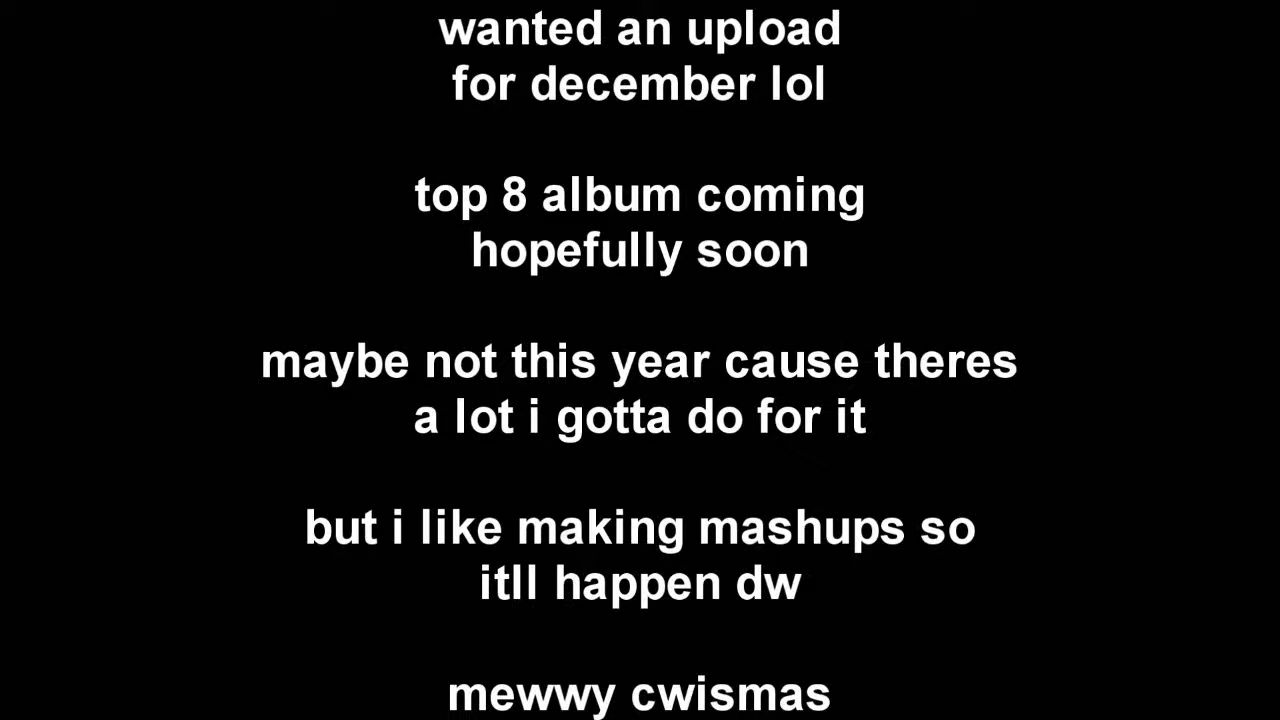 wanted an upload
for december lol
top 8 album coming
hopefully soon
maybe not this year cause theres
a lot i gotta do for it
but i like making mashups so
itll happen dw
mewwy cwismas